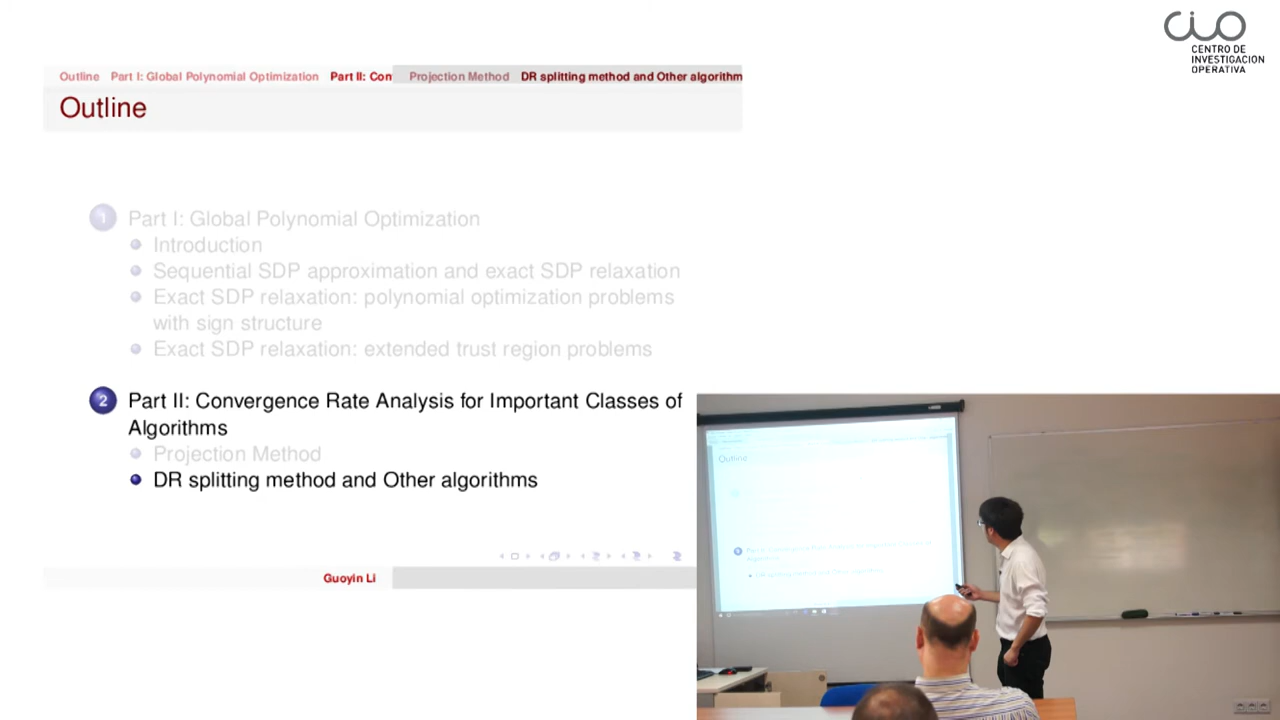 CIO
CENTRO DE
INVESTIGACION
OPERATIVA
Outline Part I: Global Polynomial Optimization Part II: Con Projection Method DR splitting method and Other algorithm
Outline
1 Part I: Global Polynomial Optimization
Introduction
Sequential SDP approximation and exact SDP relaxation
Exact SDP relaxation: polynomial optimization problems
with sign structure
Exact SDP relaxation: extended trust region problems
2 Part II: Convergence Rate Analysis for Important Classes of
Algorithms
Projection Method
DR splitting method and Other algorithms
Guoyin Li
Outline